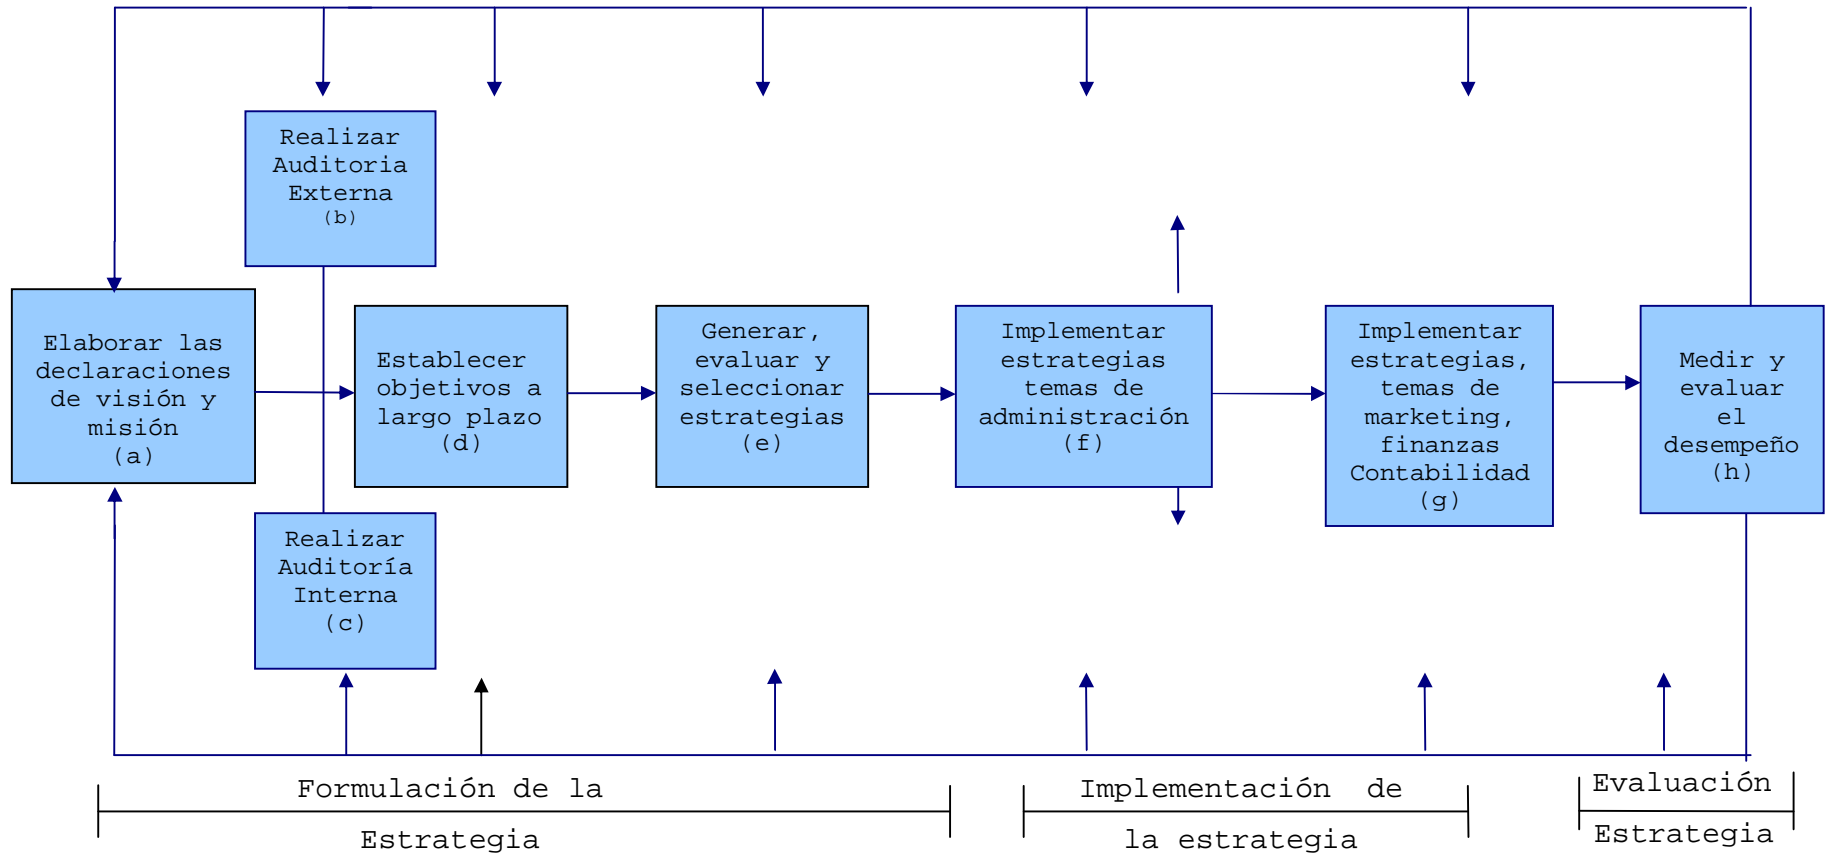 Realizar
Auditoria
Externa
(b)
Elaborar las
declaraciones
de visión y
misión
(a)
Realizar
Auditoría
Interna
(c)
Establecer
objetivos a
largo plazo
(d)
Generar,
evaluar y
seleccionar
estrategias
(e)
Implementar
estrategias
temas de
administración
(f)
Implementar
estrategias,
temas de
marketing,
finanzas
Contabilidad
(g)
Medir y
evaluar
el
desempeño
(h)
Formulación de la
Estrategia
Implementación de
la estrategia
Evaluación
Estrategia